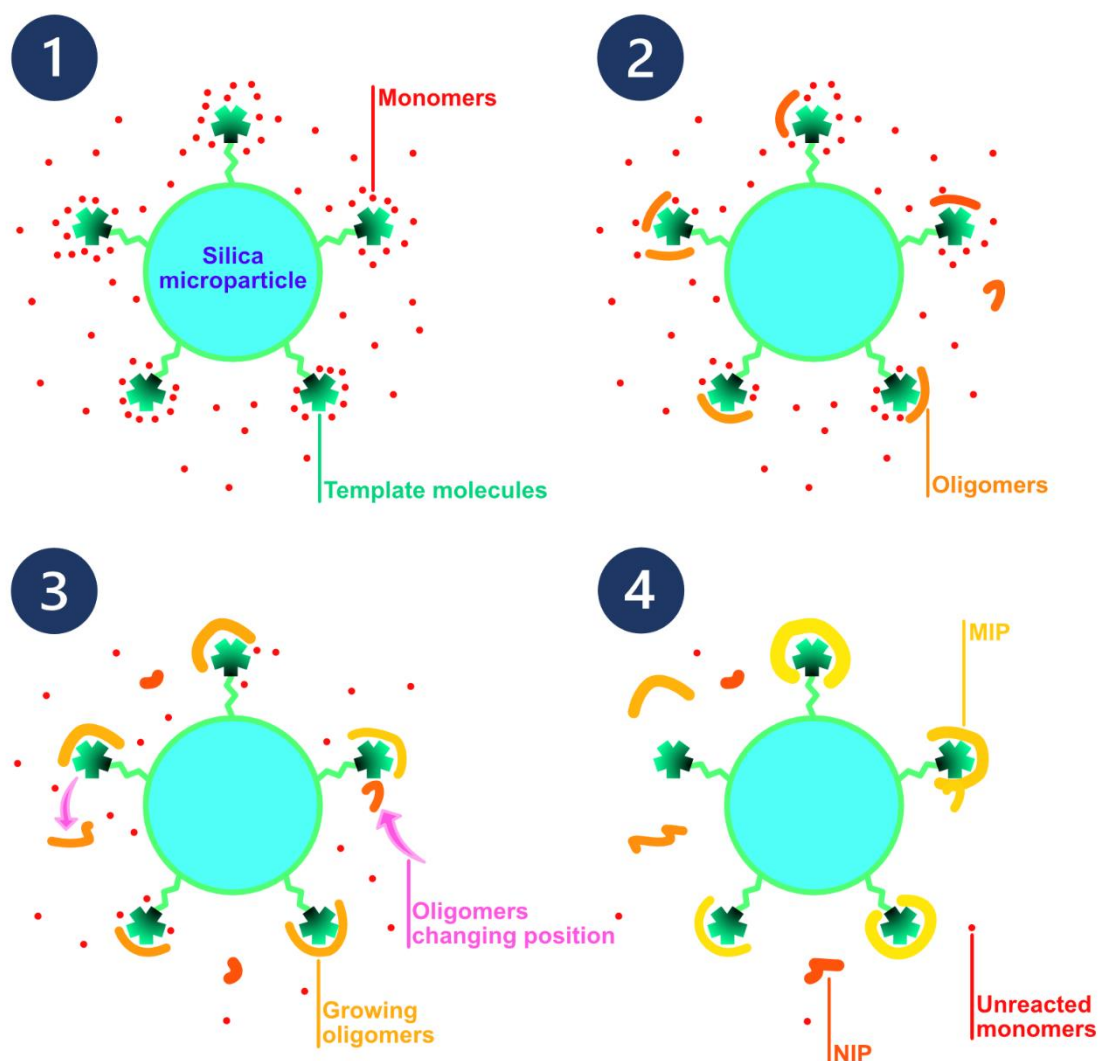 1
2
Monomers
Silica
microparticle
Template molecules
Oligomers
3
4
MIP
Oligomers
changing position
Growing
oligomers
Unreacted
monomers
NIP